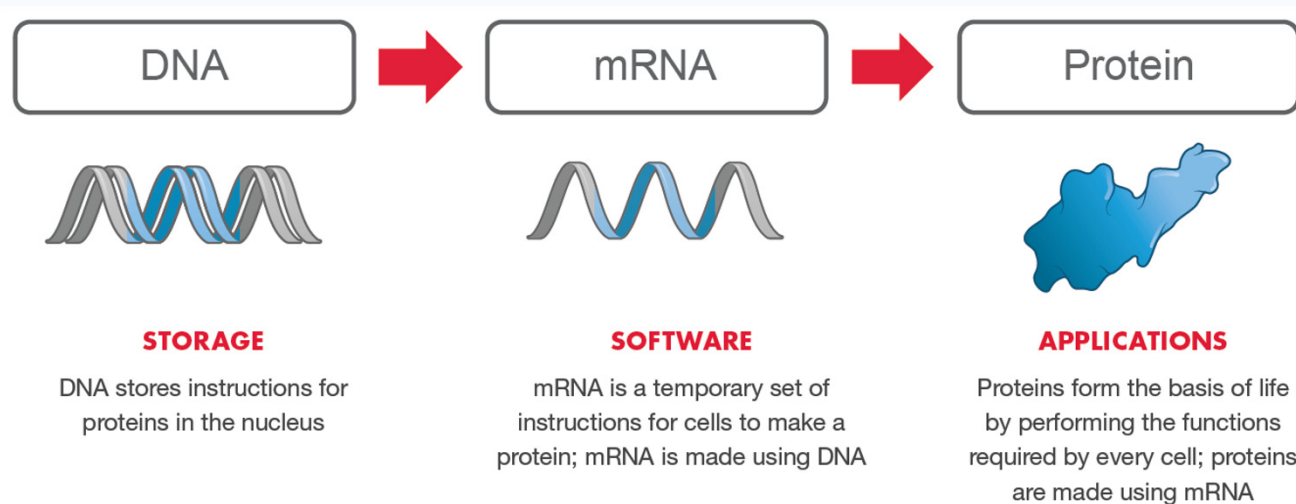 DNA
mRNA
Protein
STORAGE
DNA stores instructions for
proteins in the nucleus
SOFTWARE
mRNA is a temporary set of
instructions for cells to make a
protein; mRNA is made using DNA
APPLICATIONS
Proteins form the basis of life
by performing the functions
required by every cell; proteins
are made using mRNA